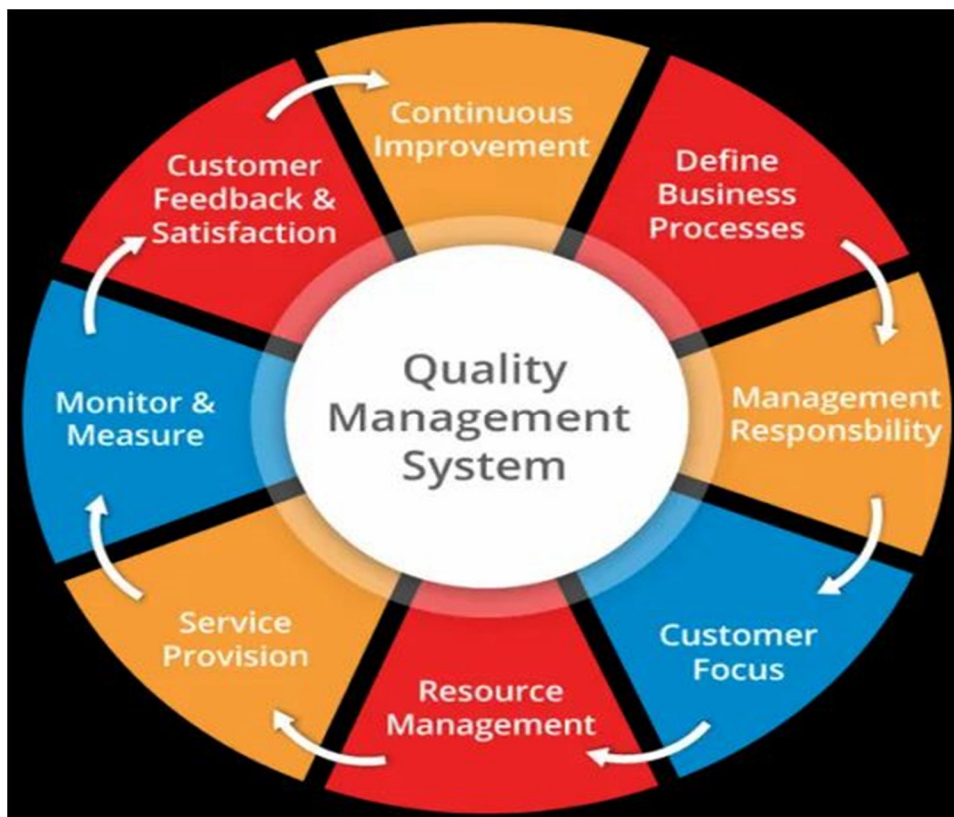 Quality
Management
System
Continuous
Improvement
Define
Business
Processes
Management
Responsbility
Customer
Focus
Resource
Management
Service
Provision
Monitor &
Measure
Customer
Feedback &
Satisfaction